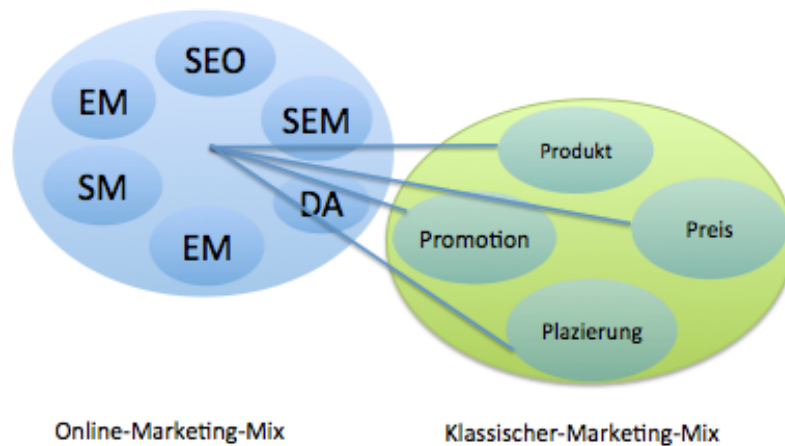 SEO
EM
SEM
SM
DA
EM
Produkt
Preis
Promotion
Plazierung
Online-Marketing-Mix
Klassischer-Marketing-Mix